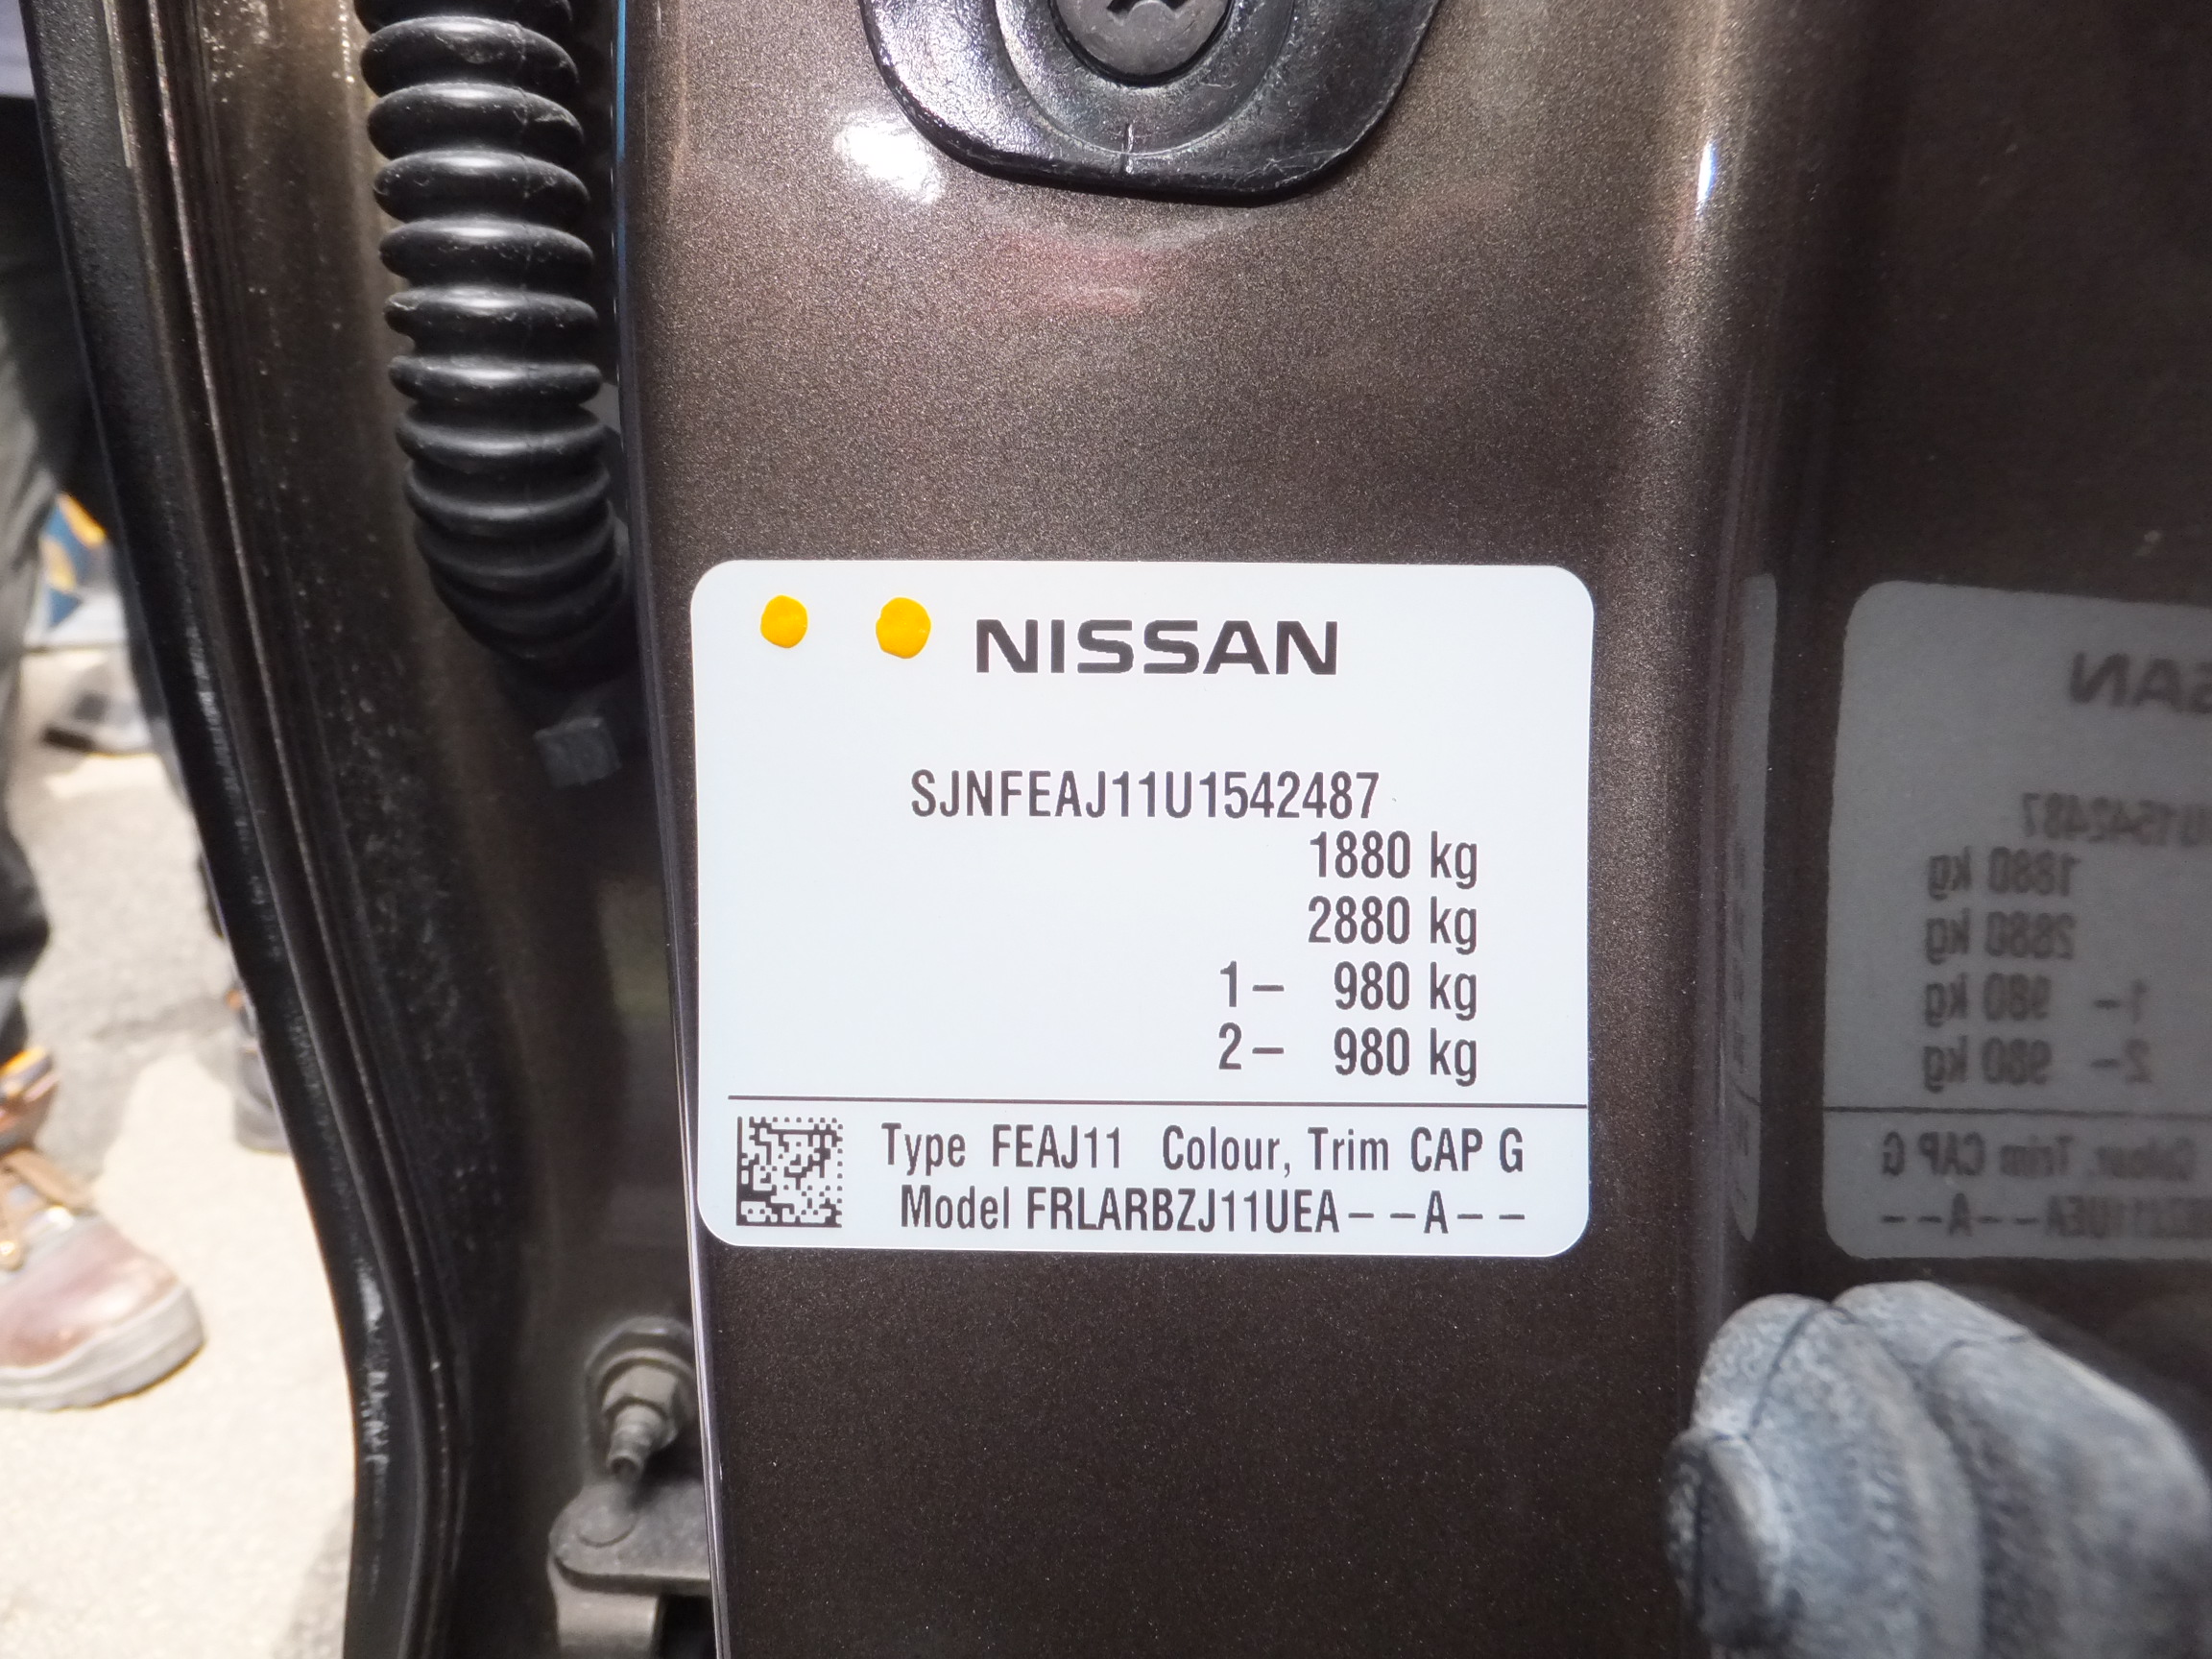 NISSAN
SJNFEAJ11U1542487
1880 kg
2880 kg
1– 980 kg
2– 980 kg
Type FEAJ11 Colour, Trim CAP G
Model FRLARBZJ11UEA– –A– –